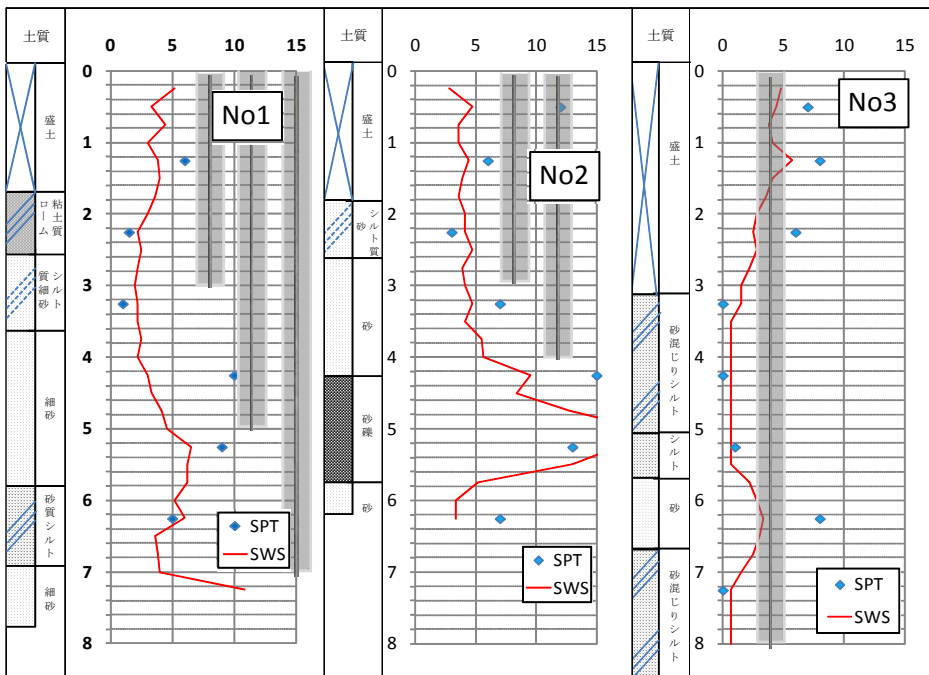 土質
0 5 10 15
盛土
粘土質ローム
シルト質細砂
細砂
砂質シルト
細砂
0
1
2
3
4
5
6
7
8
No1
SPT
SWS
土質
0 5 10 15
盛土
シルト質砂
砂
砂礫
砂
0
1
2
3
4
5
6
7
8
No2
SPT
SWS
土質
0 5 10 15
盛土
砂混じりシルト
シルト
砂
砂混じりシルト
0
1
2
3
4
5
6
7
8
No3
SPT
SWS